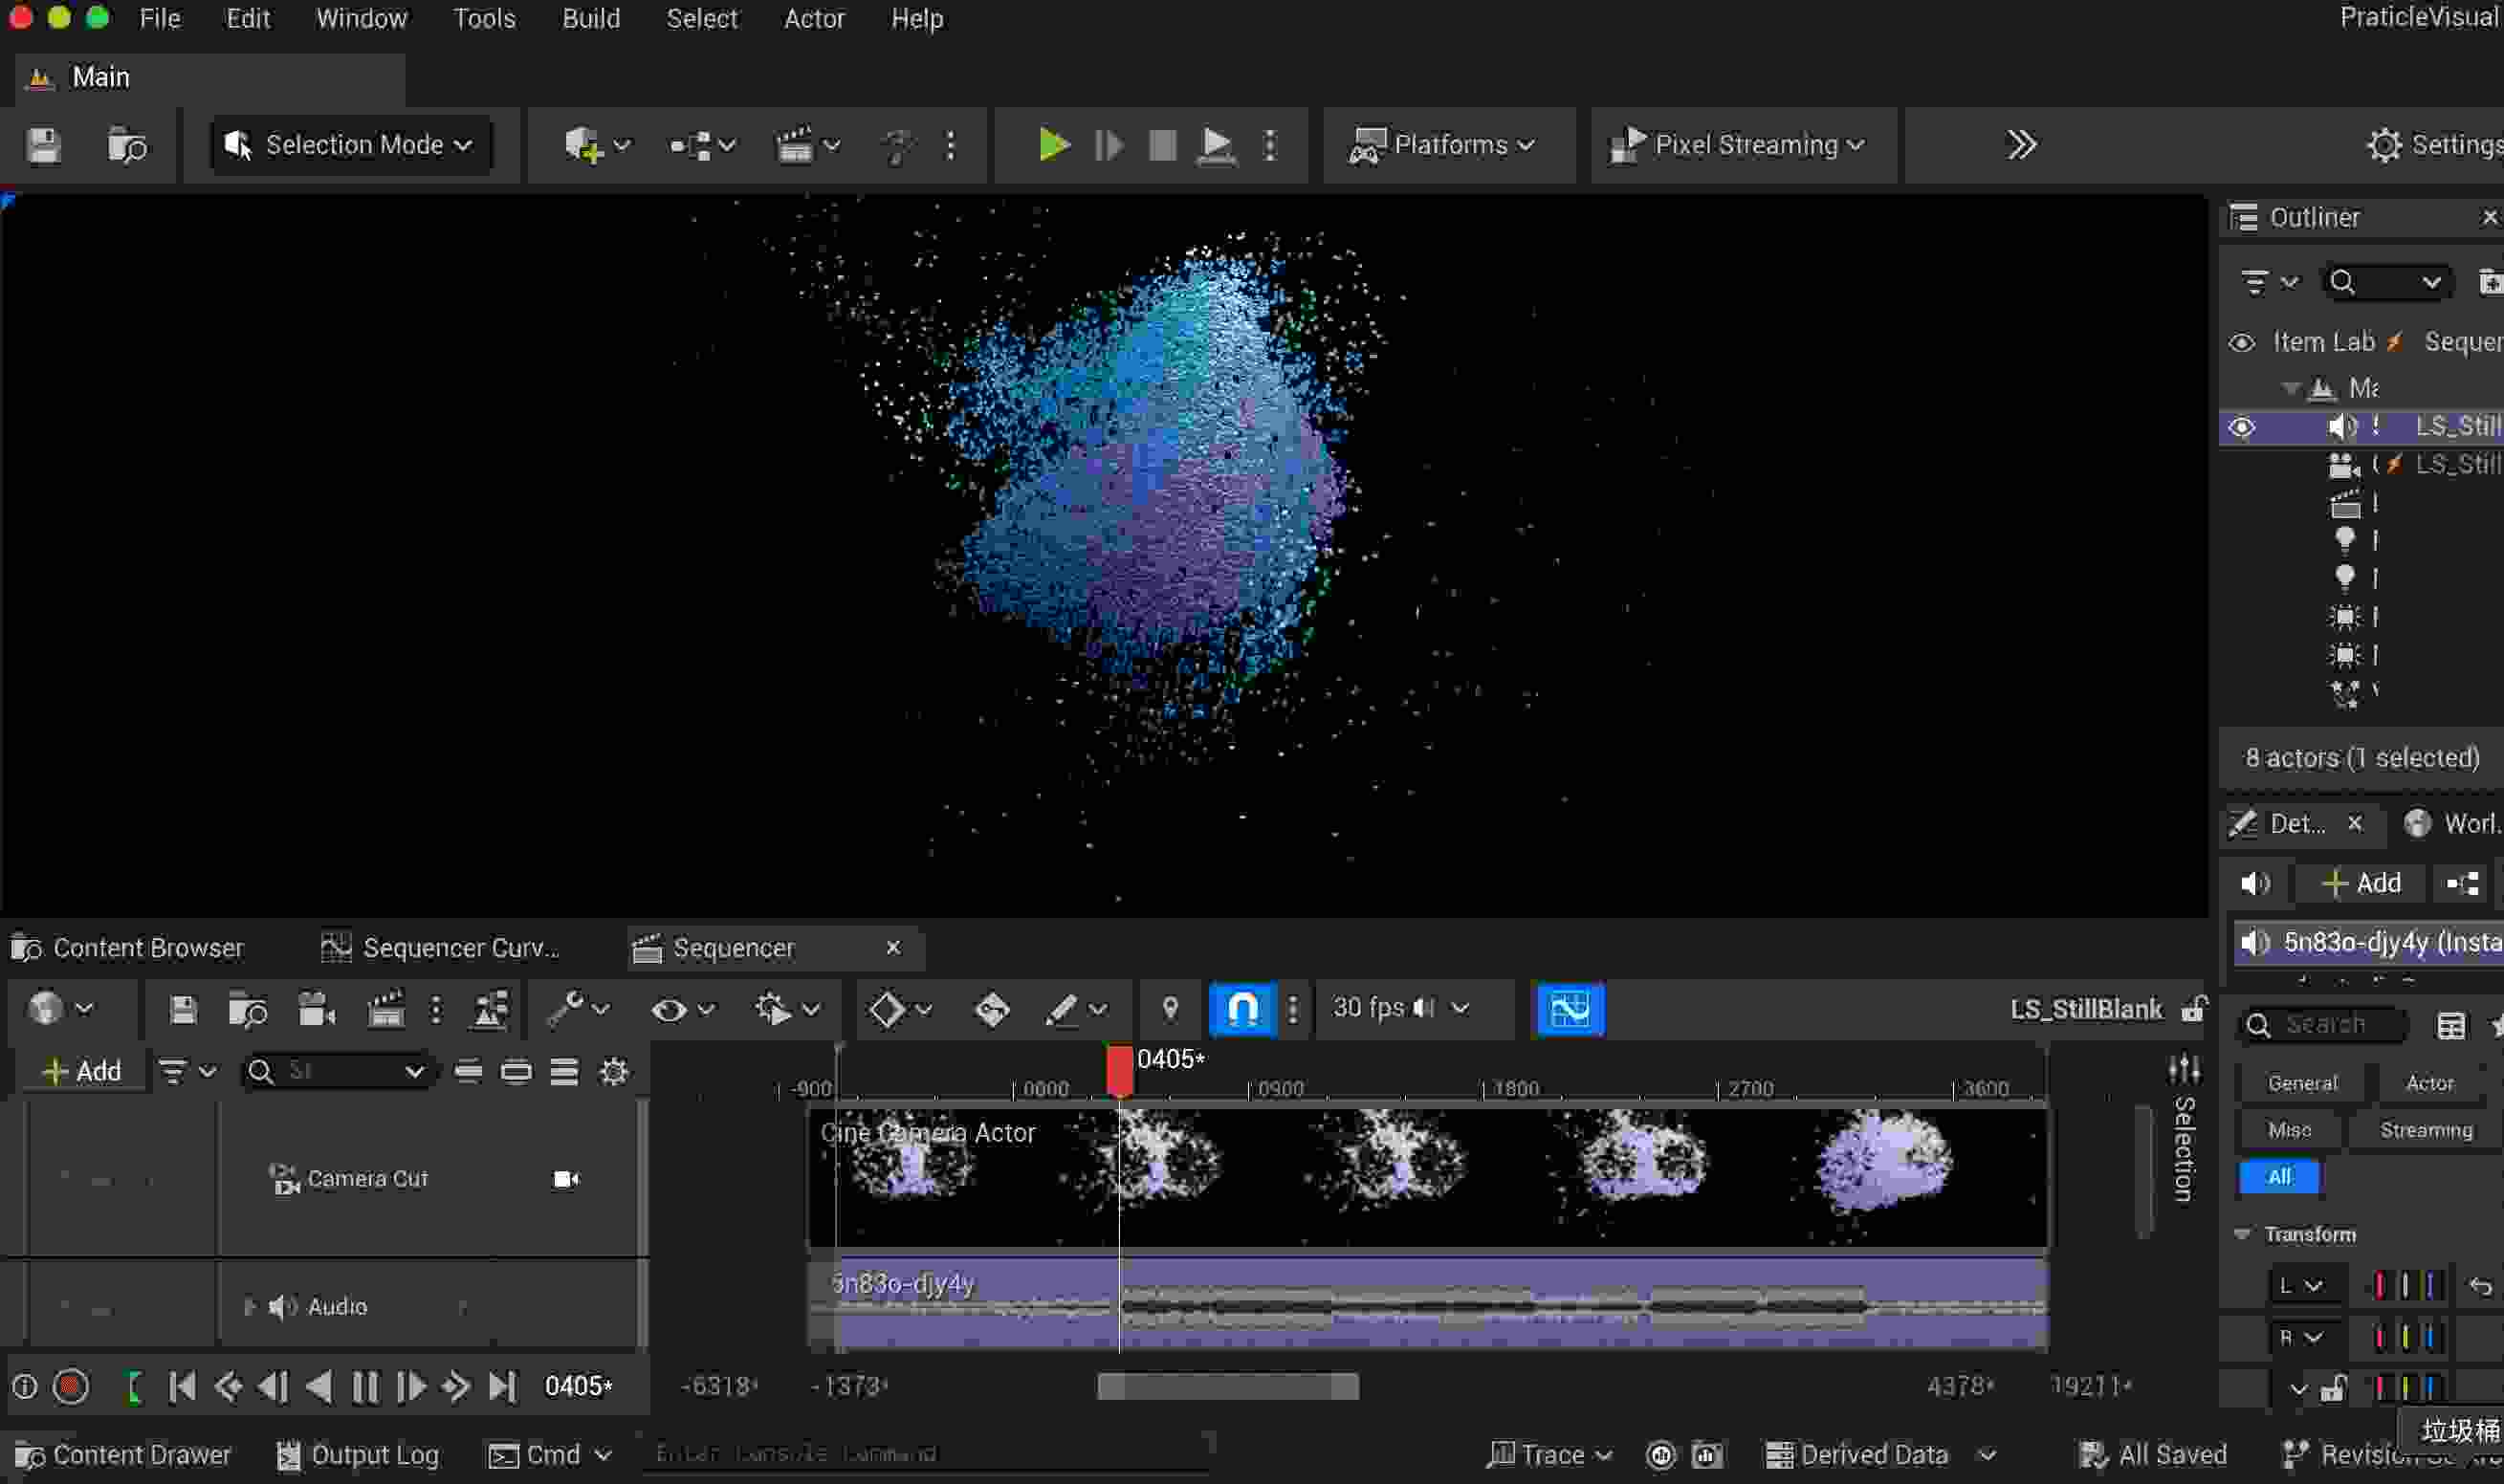 File Edit Window Tools Build Select Actor Help PraticleVisual
Main
Selection Mode Platforms Pixel Streaming Settings
Outliner
Item Lab Sequer
Ma
LS_Still
LS_Still
8 actors (1 selected)
Det... Worl.
Add
5n83o-djy4y (Insta
Content Browser Sequencer Curv... Sequencer
30 fps LS_StillBlank
Search
Add 0405*
-900 0000 0900 1800 2700 3600
General Actor
Cine Camera Actor
Misc Streaming
Selection
Camera Cut
All
Transform
5n83o-djy4y
L
Audio
R
0405* -6318* -1373* 4378* 19211*
垃圾桶
Content Drawer Output Log Cmd Enter Console Command Trace Derived Data All Saved